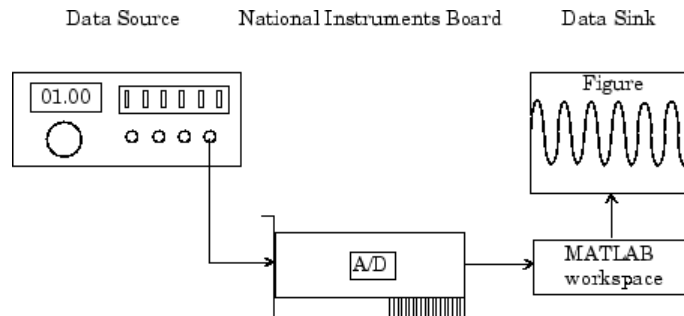 Data Source
National Instruments Board
Data Sink
01.00
Figure
A/D
MATLAB
workspace